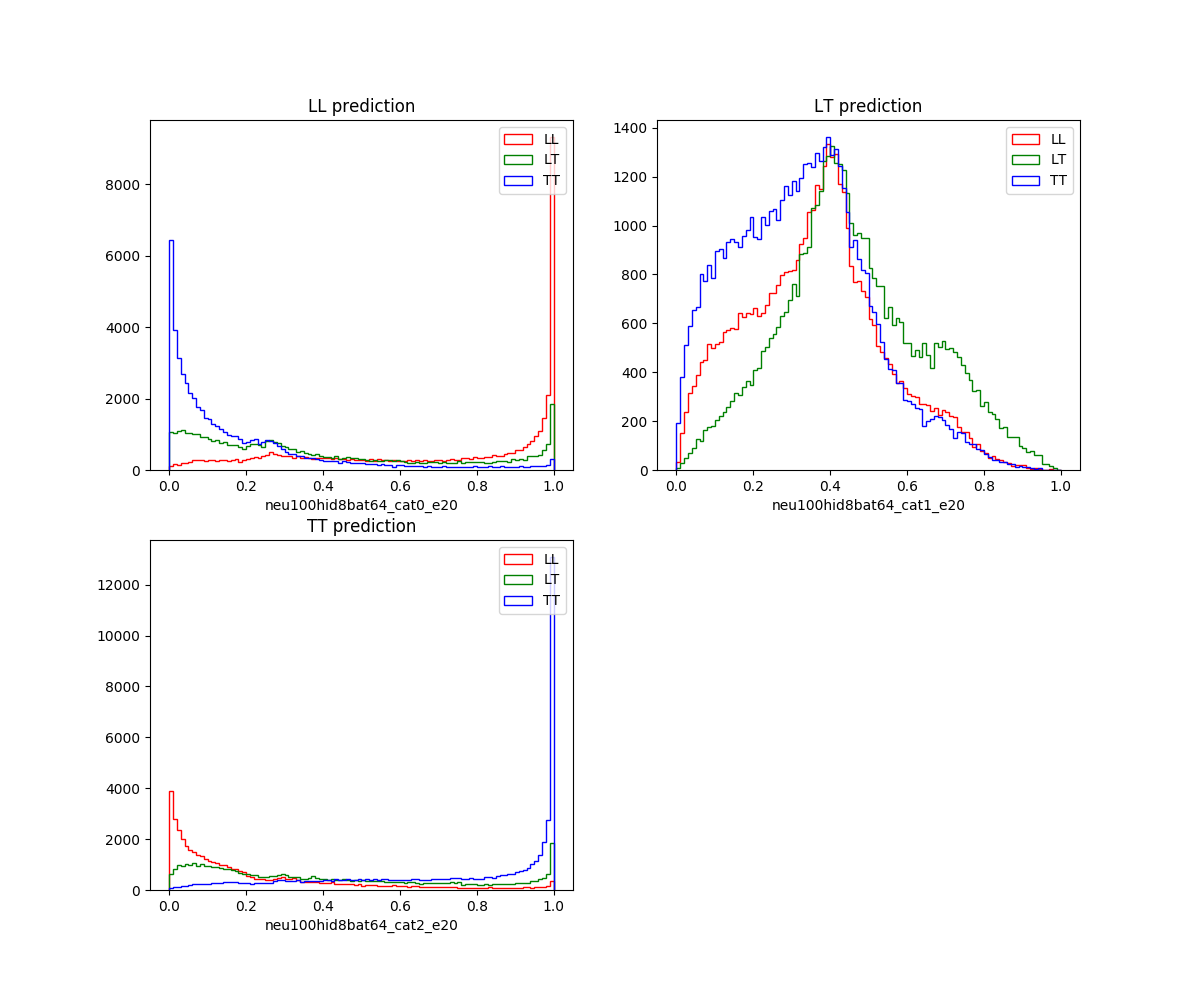 LL prediction
LL
LT
TT
8000
6000
4000
2000
0
0.0 0.2 0.4 0.6 0.8 1.0
neu100hid8bat64_cat0_e20
LT prediction
LL
LT
TT
1400
1200
1000
800
600
400
200
0
0.0 0.2 0.4 0.6 0.8 1.0
neu100hid8bat64_cat1_e20
TT prediction
LL
LT
TT
12000
10000
8000
6000
4000
2000
0
0.0 0.2 0.4 0.6 0.8 1.0
neu100hid8bat64_cat2_e20